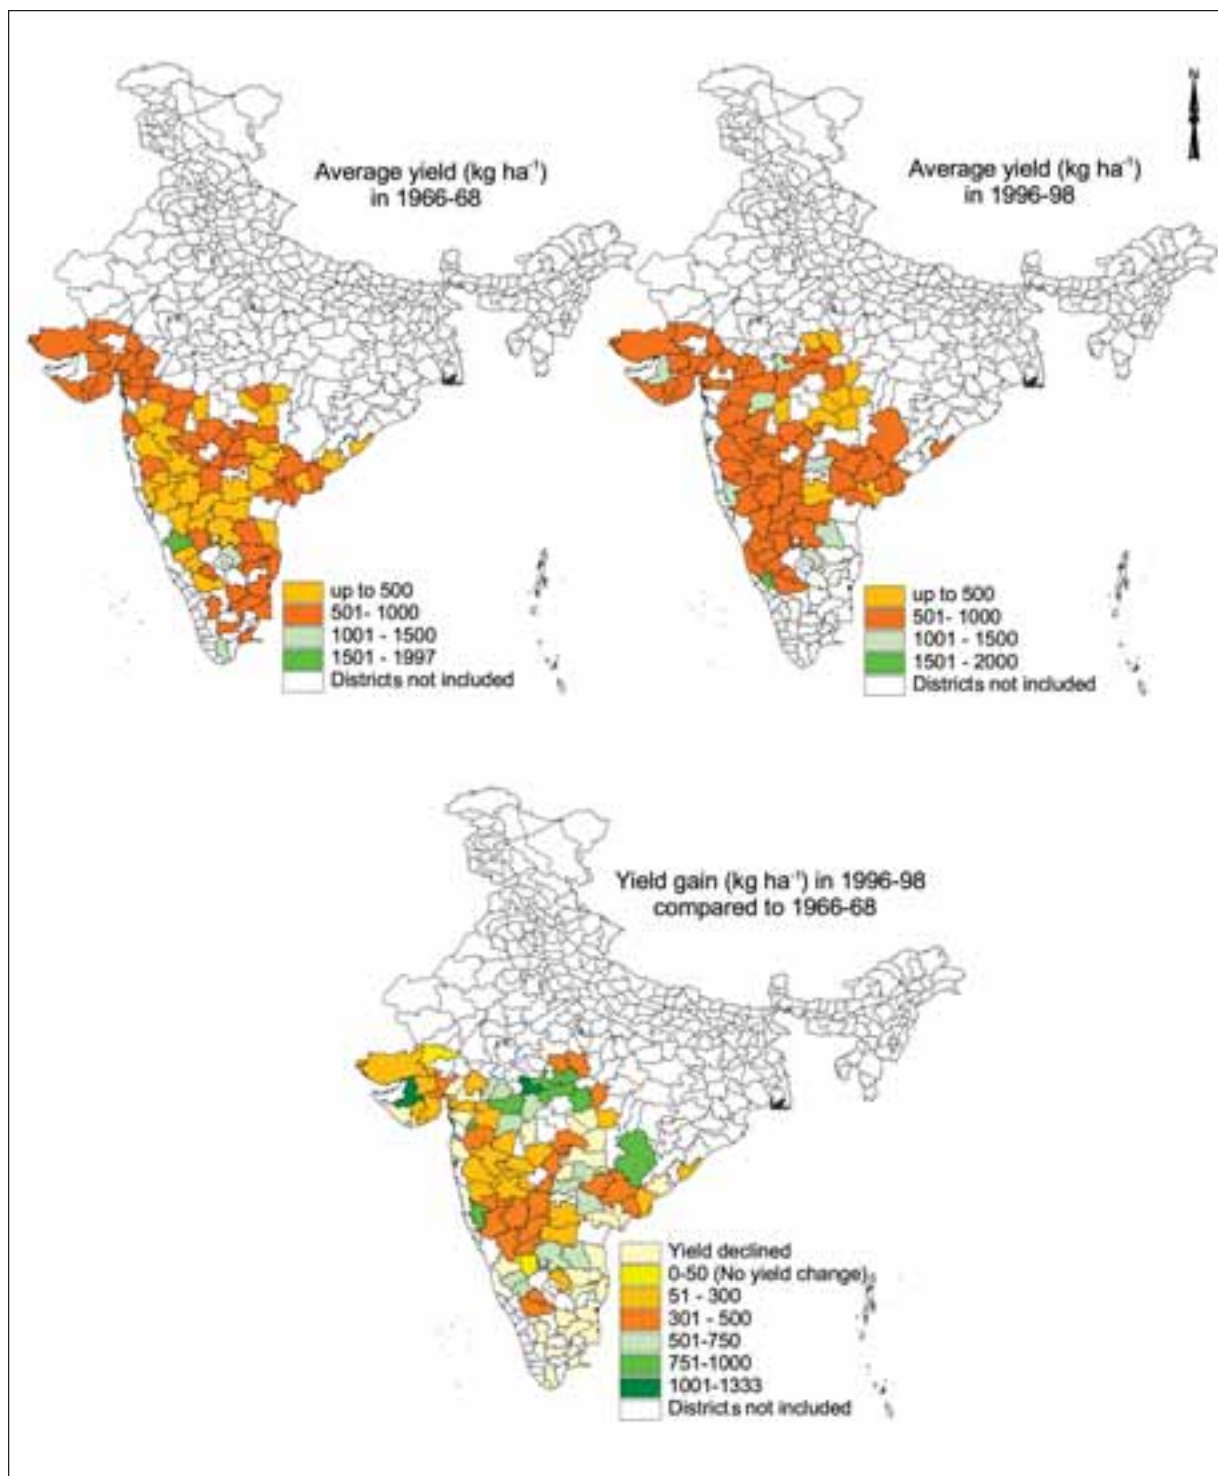 N
Average yield (kg ha⁻¹)
in 1966-68
Average yield (kg ha⁻¹)
in 1996-98
up to 500
501- 1000
1001 - 1500
1501 - 1997
Districts not included
up to 500
501- 1000
1001 - 1500
1501 - 2000
Districts not included
Yield gain (kg ha⁻¹) in 1996-98
compared to 1966-68
Yield declined
0-50 (No yield change)
51 - 300
301 - 500
501-750
751-1000
1001-1333
Districts not included